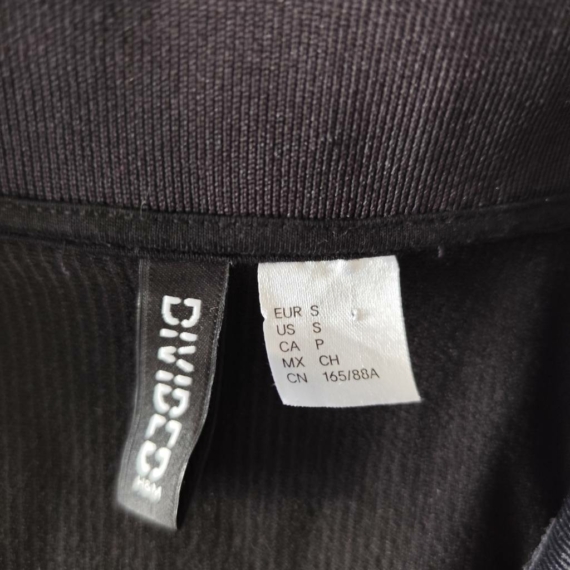 DIVIDED
H&M
EUR S
US S
CA P
MX CH
CN 165/88A